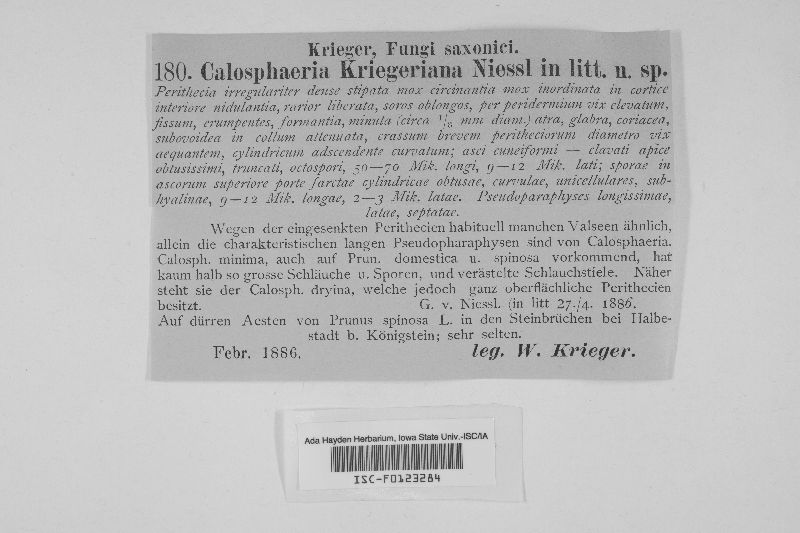 Krieger, Fungi saxonici.
180. Calosphaeria Kriegeriana Niessl in litt. n. sp.
Perithecia irregulariter dense stipata mox circinantia mox inordinata in cortice
interiore nidulantia, rarior liberata, soros oblongos, per peridermium vix elevatum,
fissum, erumpentes, formantia, minuta (circa 1/8 mm diam.) atra, glabra, coriacea,
subovoidea in collum attenuata, crassum brevem peritheciorum diametro vix
aequantem, cylindricum adscendente curvatum; asci cuneiformi — clavati apice
obtusissimi, truncati, octospori, 50—70 Mik. longi, 9—12 Mik. lati; sporae in
ascorum superiore porte farctae cylindricae obtusae, curvulae, unicellulares, sub-
hyalinae, 9—12 Mik. longae, 2—3 Mik. latae. Pseudoparaphyses longissimae,
latae, septatae.
Wegen der eingesenkten Perithecien habituell manchen Valseen ähnlich,
allein die charakteristischen langen Pseudopharaphysen sind von Calosphaeria.
Calosph. minima, auch auf Prun. domestica u. spinosa vorkommend, hat
kaum halb so grosse Schläuche u. Sporen, und verästelte Schlauchstiele. Näher
steht sie der Calosph. dryina, welche jedoch ganz oberflächliche Perithecien
besitzt. G. v. Niessl. (in litt 27./4. 1886.
Auf dürren Aesten von Prunus spinosa L. in den Steinbrüchen bei Halbe-
stadt b. Königstein; sehr selten.
Febr. 1886. leg. W. Krieger.
Ada Hayden Herbarium, Iowa State Univ.-ISC/IA
ISC-F0123284